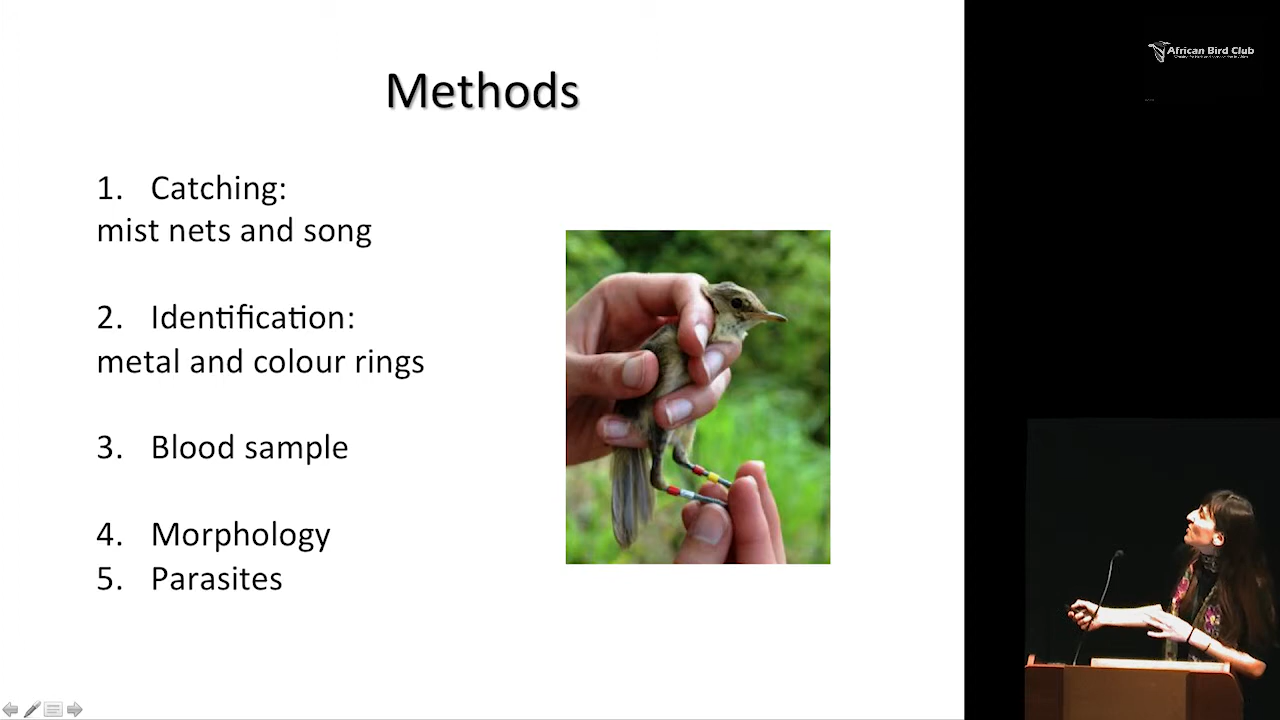 Methods
1. Catching:
mist nets and song
2. Identification:
metal and colour rings
3. Blood sample
4. Morphology
5. Parasites
African Bird Club